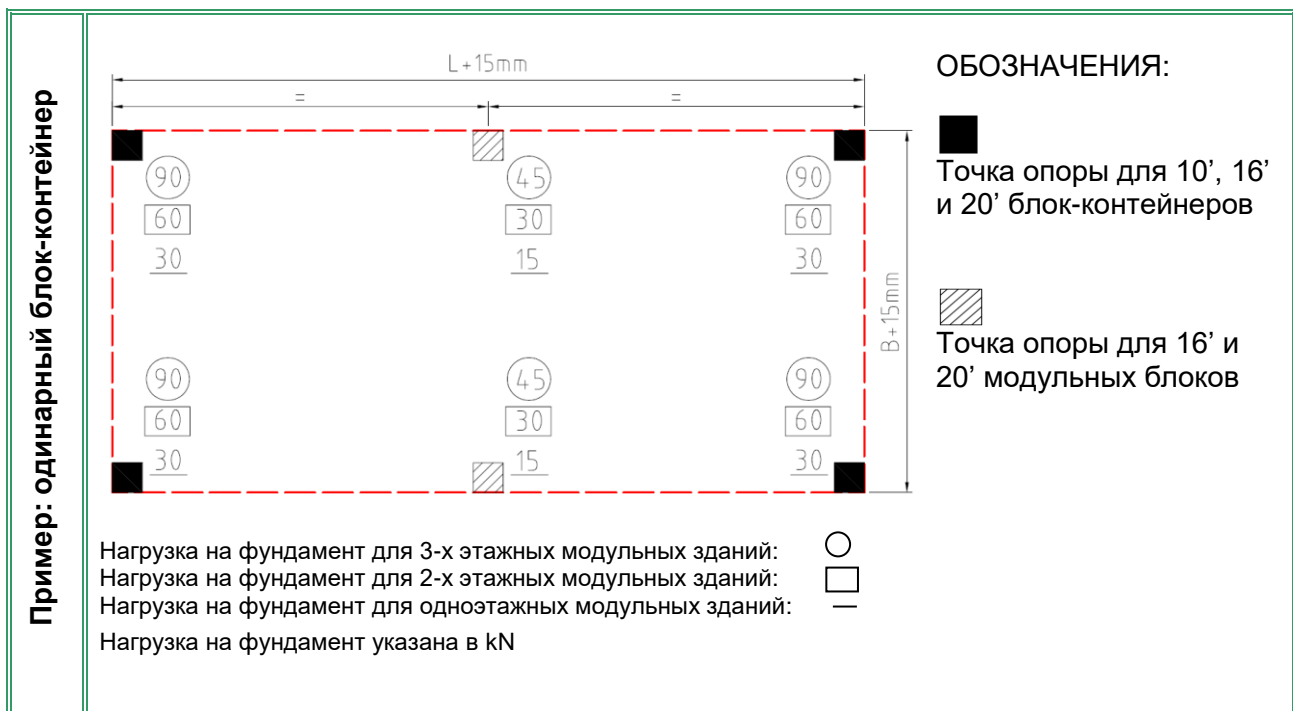 Пример: одинарный блок-контейнер
L+15mm
= =
90 45 90
60 30 60
30 15 30
B+15mm
90 45 90
60 30 60
30 15 30
ОБОЗНАЧЕНИЯ:
Точка опоры для 10’, 16’
и 20’ блок-контейнеров
Точка опоры для 16’ и
20’ модульных блоков
Нагрузка на фундамент для 3-х этажных модульных зданий:
Нагрузка на фундамент для 2-х этажных модульных зданий:
Нагрузка на фундамент для одноэтажных модульных зданий:
Нагрузка на фундамент указана в kN